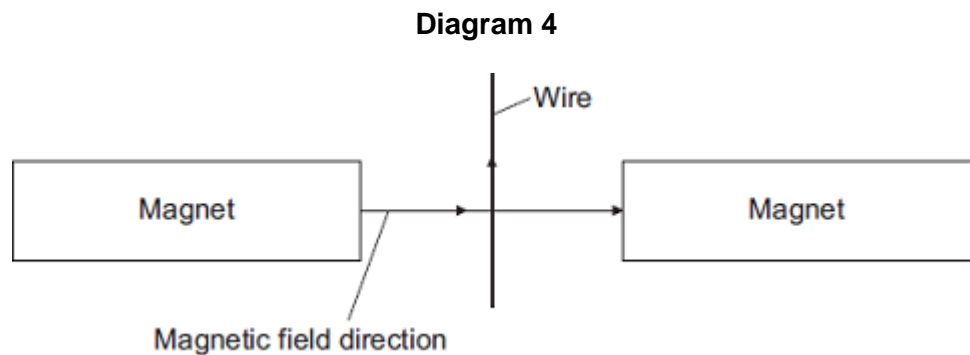 Diagram 4
Wire
Magnet
Magnet
Magnetic field direction